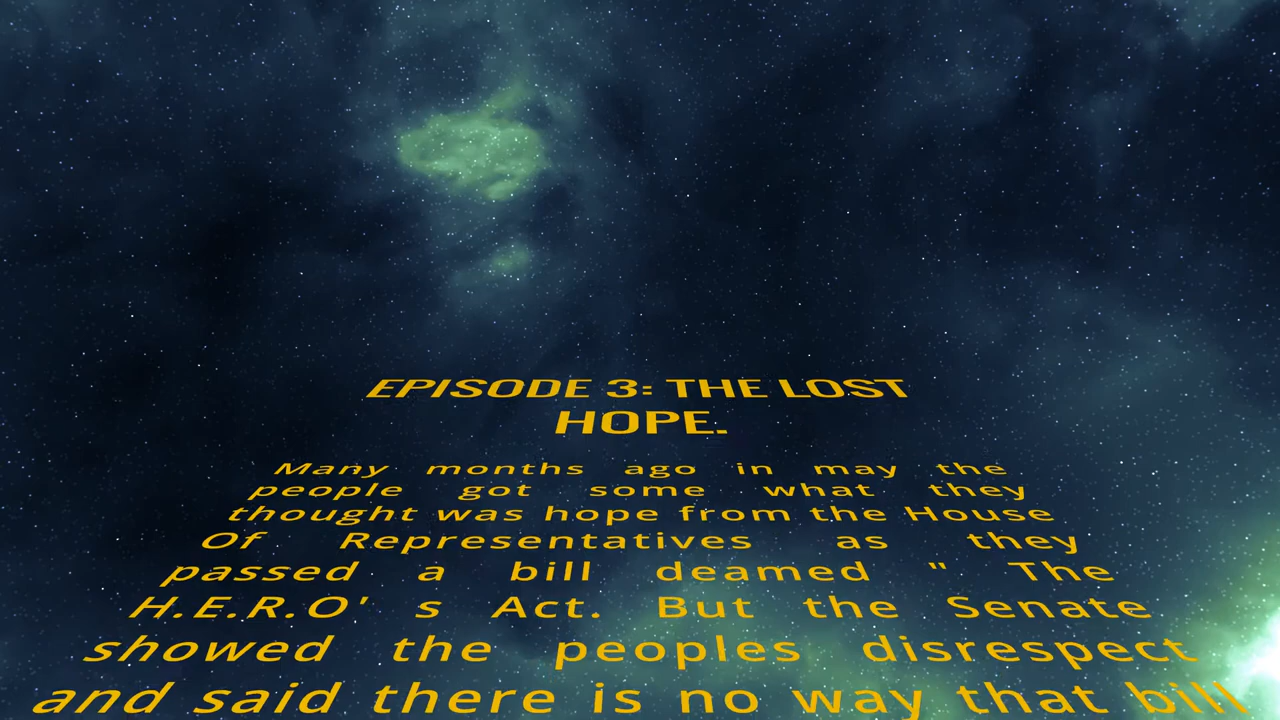 EPISODE 3: THE LOST
HOPE.
Many months ago in may the
people got some what they
thought was hope from the House
Of Representatives as they
passed a bill deamed " The
H.E.R.O' s Act. But the Senate
showed the peoples disrespect
and said there is no way that bill